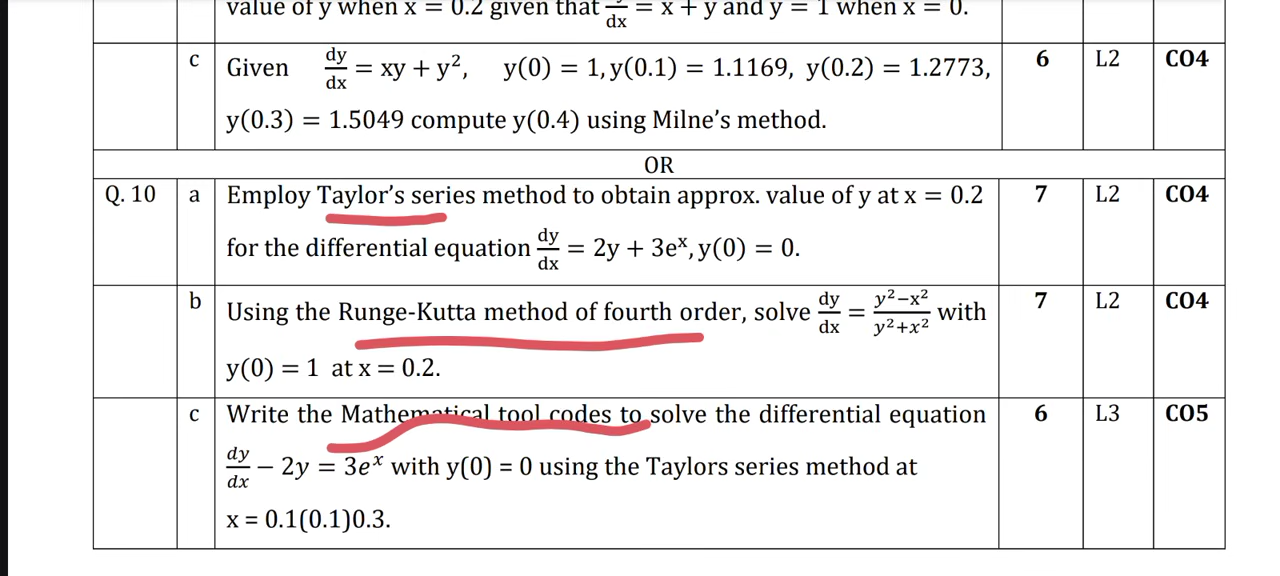 value of y when x = 0.2 given that dy/dx = x + y and y = 1 when x = 0.
c Given dy/dx = xy + y², y(0) = 1, y(0.1) = 1.1169, y(0.2) = 1.2773, 6 L2 CO4
y(0.3) = 1.5049 compute y(0.4) using Milne's method.
OR
Q. 10 a Employ Taylor's series method to obtain approx. value of y at x = 0.2 7 L2 CO4
for the differential equation dy/dx = 2y + 3eˣ, y(0) = 0.
b Using the Runge-Kutta method of fourth order, solve dy/dx = y²−x²/y²+x² with 7 L2 CO4
y(0) = 1 at x = 0.2.
c Write the Mathematical tool codes to solve the differential equation 6 L3 CO5
dy/dx − 2y = 3eˣ with y(0) = 0 using the Taylors series method at
x = 0.1(0.1)0.3.